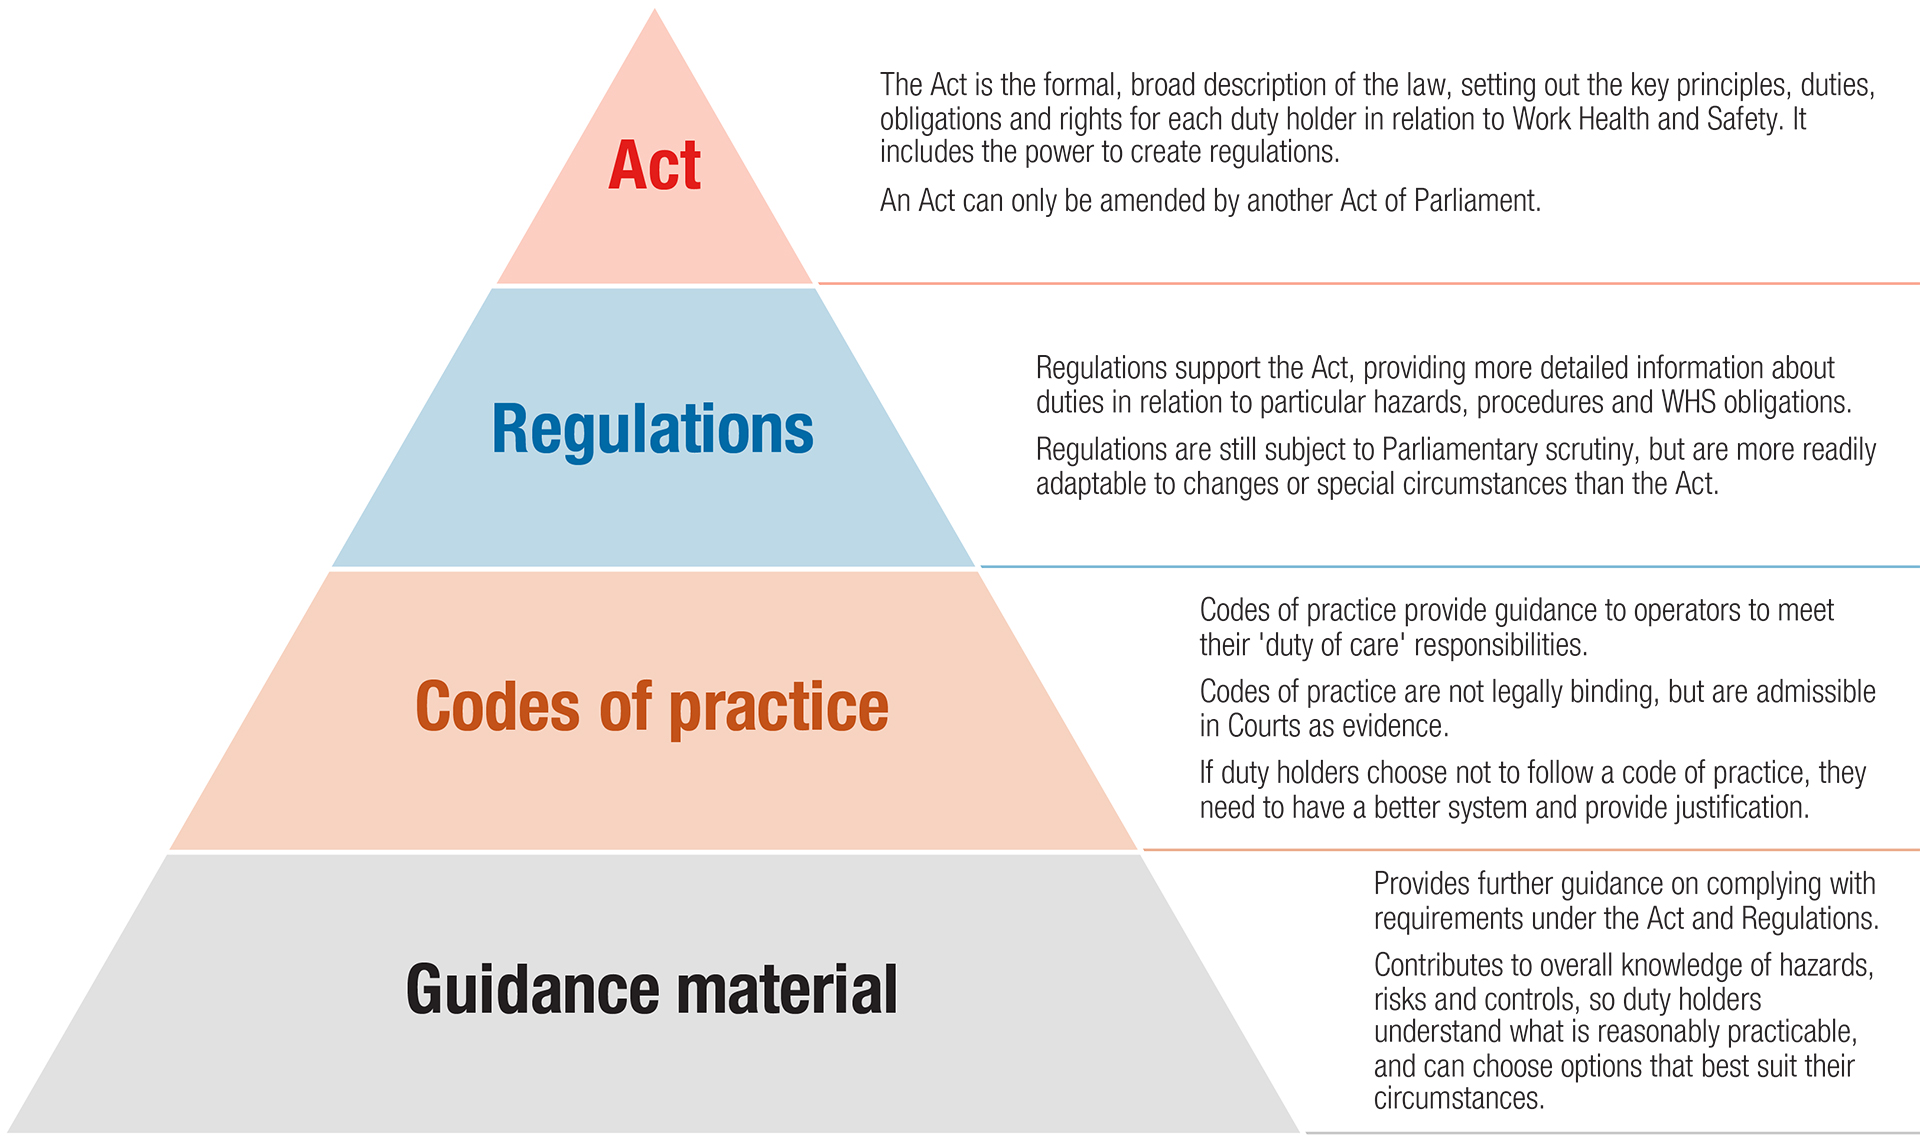 Act
The Act is the formal, broad description of the law, setting out the key principles, duties,
obligations and rights for each duty holder in relation to Work Health and Safety. It
includes the power to create regulations.
An Act can only be amended by another Act of Parliament.
Regulations
Regulations support the Act, providing more detailed information about
duties in relation to particular hazards, procedures and WHS obligations.
Regulations are still subject to Parliamentary scrutiny, but are more readily
adaptable to changes or special circumstances than the Act.
Codes of practice
Codes of practice provide guidance to operators to meet
their 'duty of care' responsibilities.
Codes of practice are not legally binding, but are admissible
in Courts as evidence.
If duty holders choose not to follow a code of practice, they
need to have a better system and provide justification.
Guidance material
Provides further guidance on complying with
requirements under the Act and Regulations.
Contributes to overall knowledge of hazards,
risks and controls, so duty holders
understand what is reasonably practicable,
and can choose options that best suit their
circumstances.